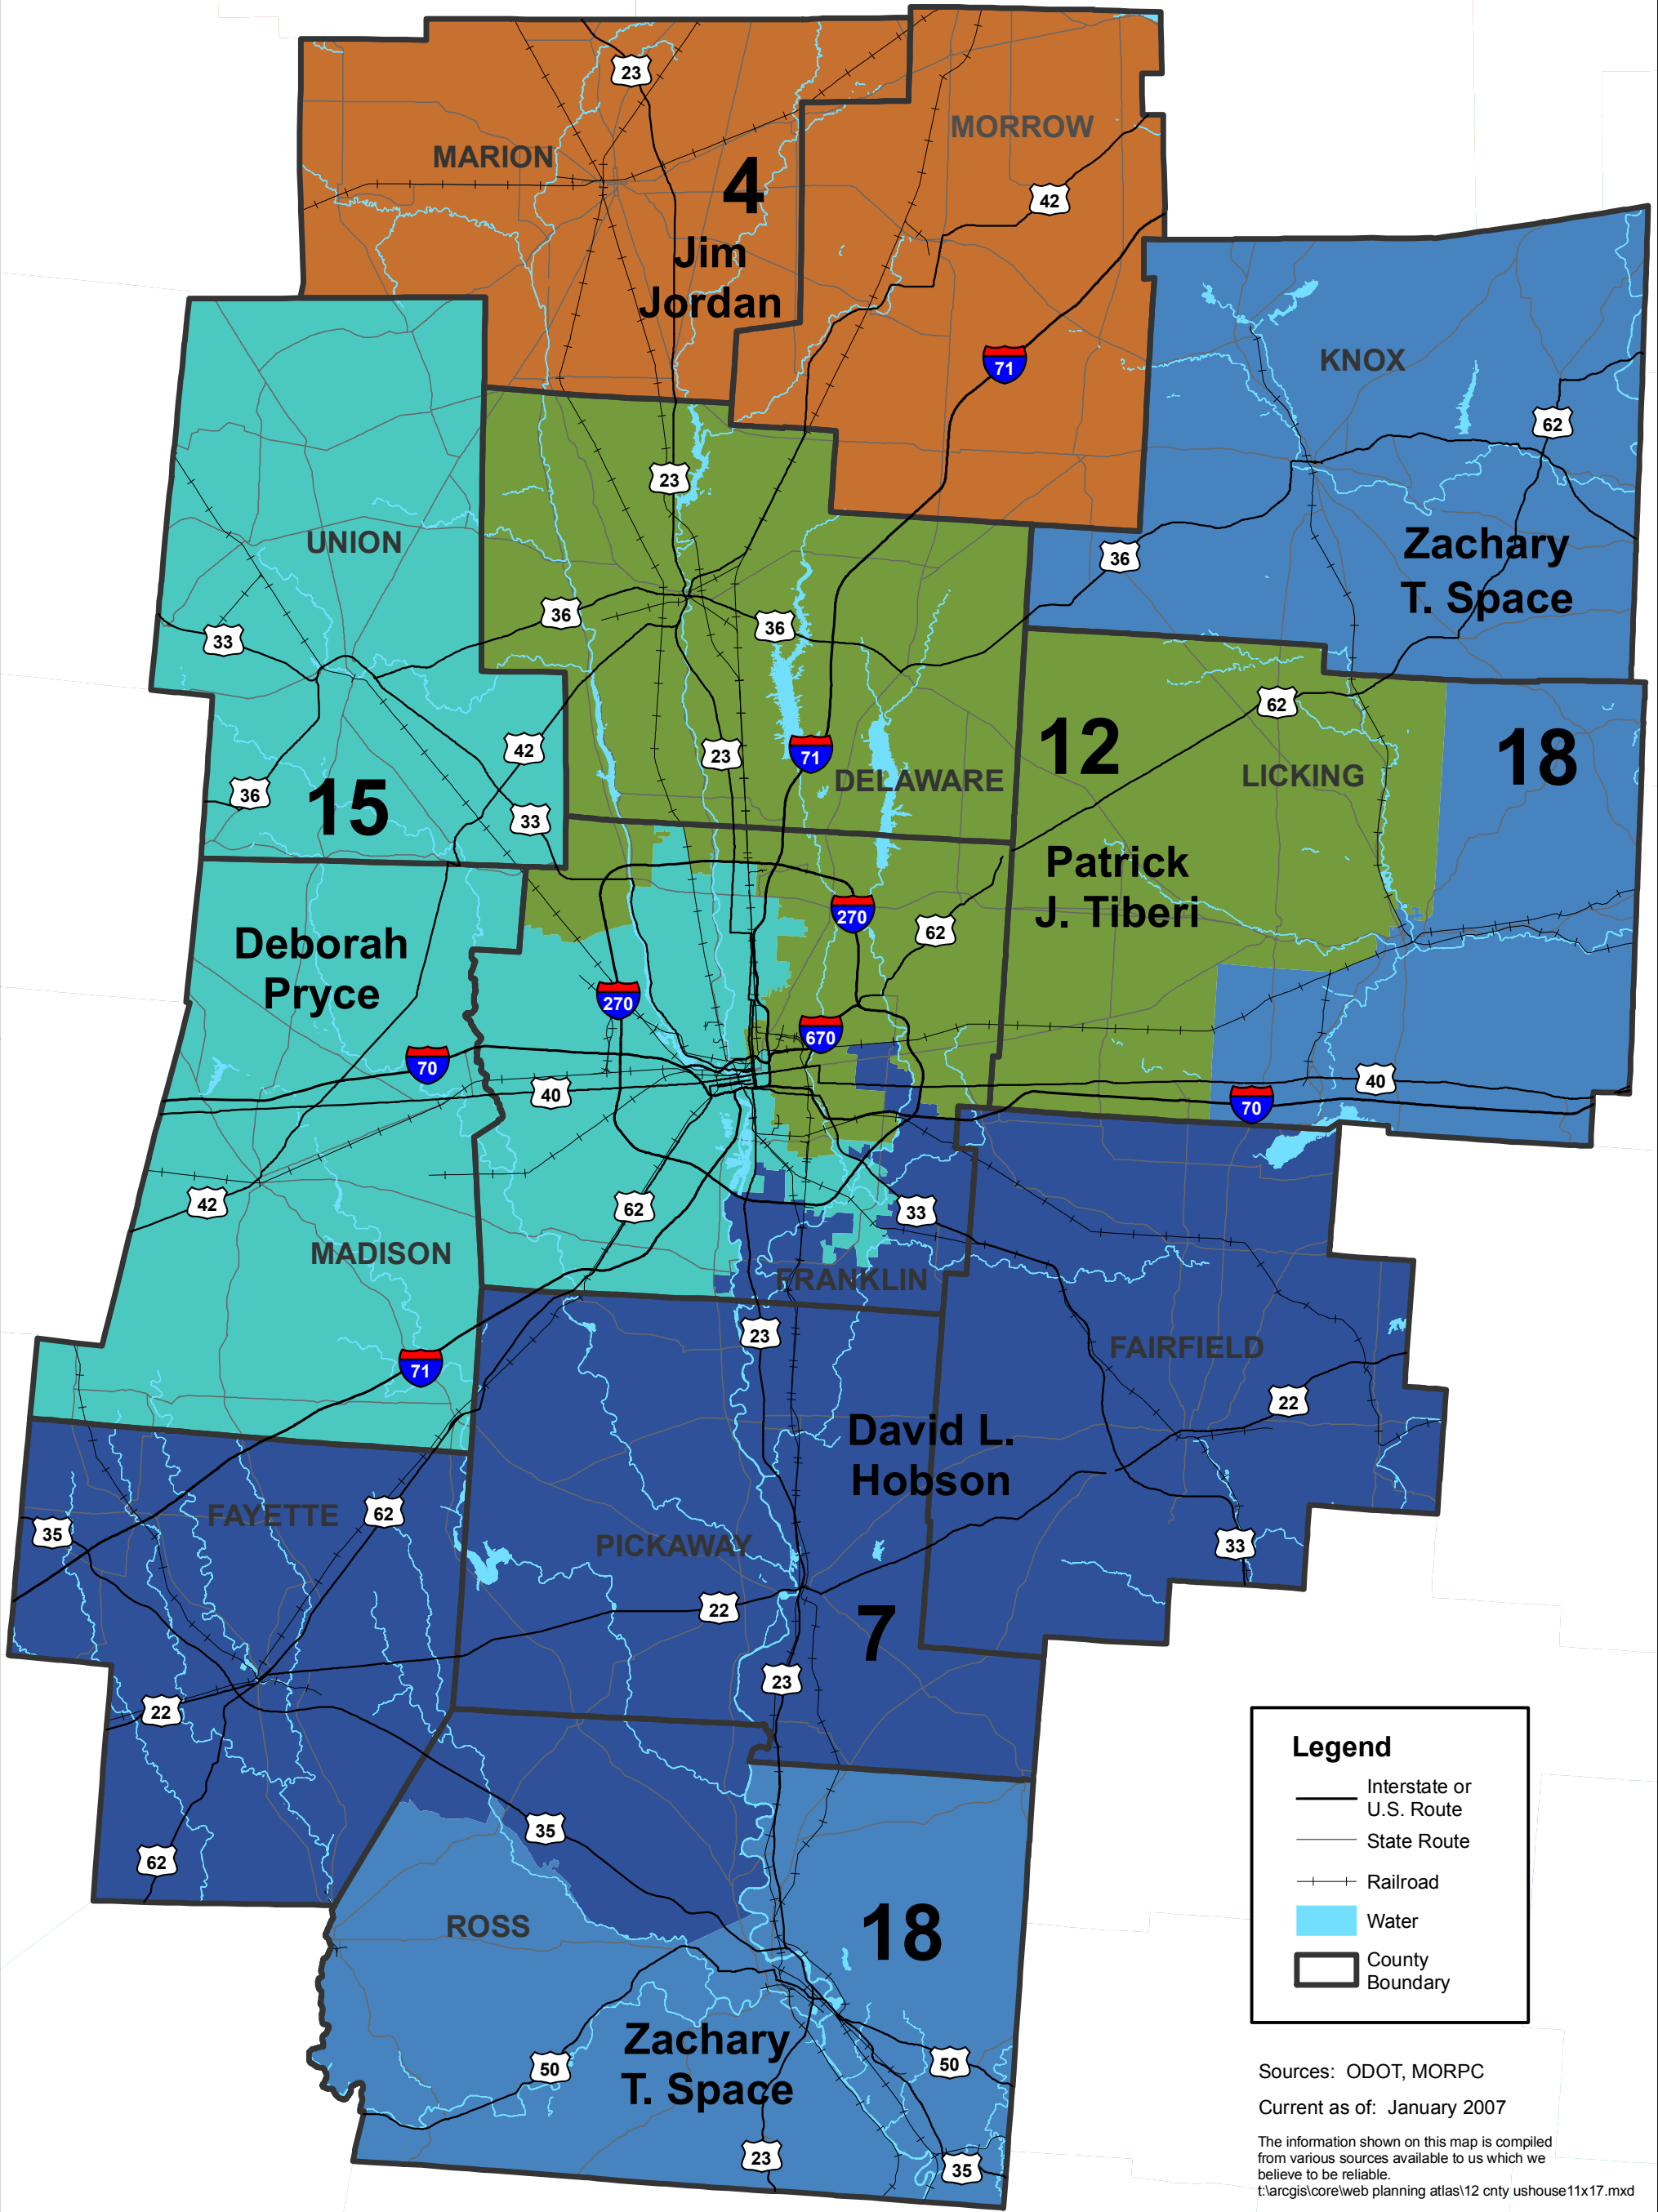 23
MORROW
MARION
4
42
Jim
Jordan
71
KNOX
62
23
UNION
Zachary
T. Space
36
36
36
33
62
12
18
42
23
71
DELAWARE
LICKING
36
15
33
Patrick
J. Tiberi
270
62
Deborah
Pryce
270
670
70
40
40
70
42
62
33
MADISON
FRANKLIN
23
FAIRFIELD
71
22
David L.
Hobson
62
FAYETTE
35
PICKAWAY
33
22
7
23
22
35
62
ROSS
18
Zachary
T. Space
50
50
23
35
Legend
Interstate or
U.S. Route
State Route
Railroad
Water
County
Boundary
Sources: ODOT, MORPC
Current as of: January 2007
The information shown on this map is compiled
from various sources available to us which we
believe to be reliable.
t:\arcgis\core\web planning atlas\12 cnty ushouse11x17.mxd